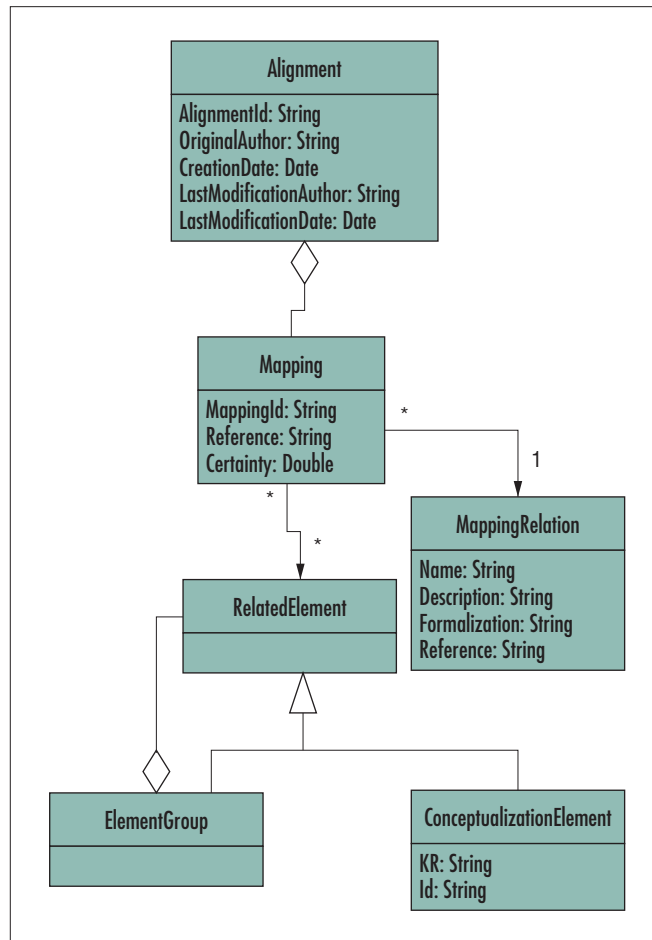 Alignment
AlignmentId: String
OriginalAuthor: String
CreationDate: Date
LastModificationAuthor: String
LastModificationDate: Date
Mapping
MappingId: String
Reference: String
Certainty: Double
*
1
*
*
MappingRelation
Name: String
Description: String
Formalization: String
Reference: String
RelatedElement
ElementGroup
ConceptualizationElement
KR: String
Id: String